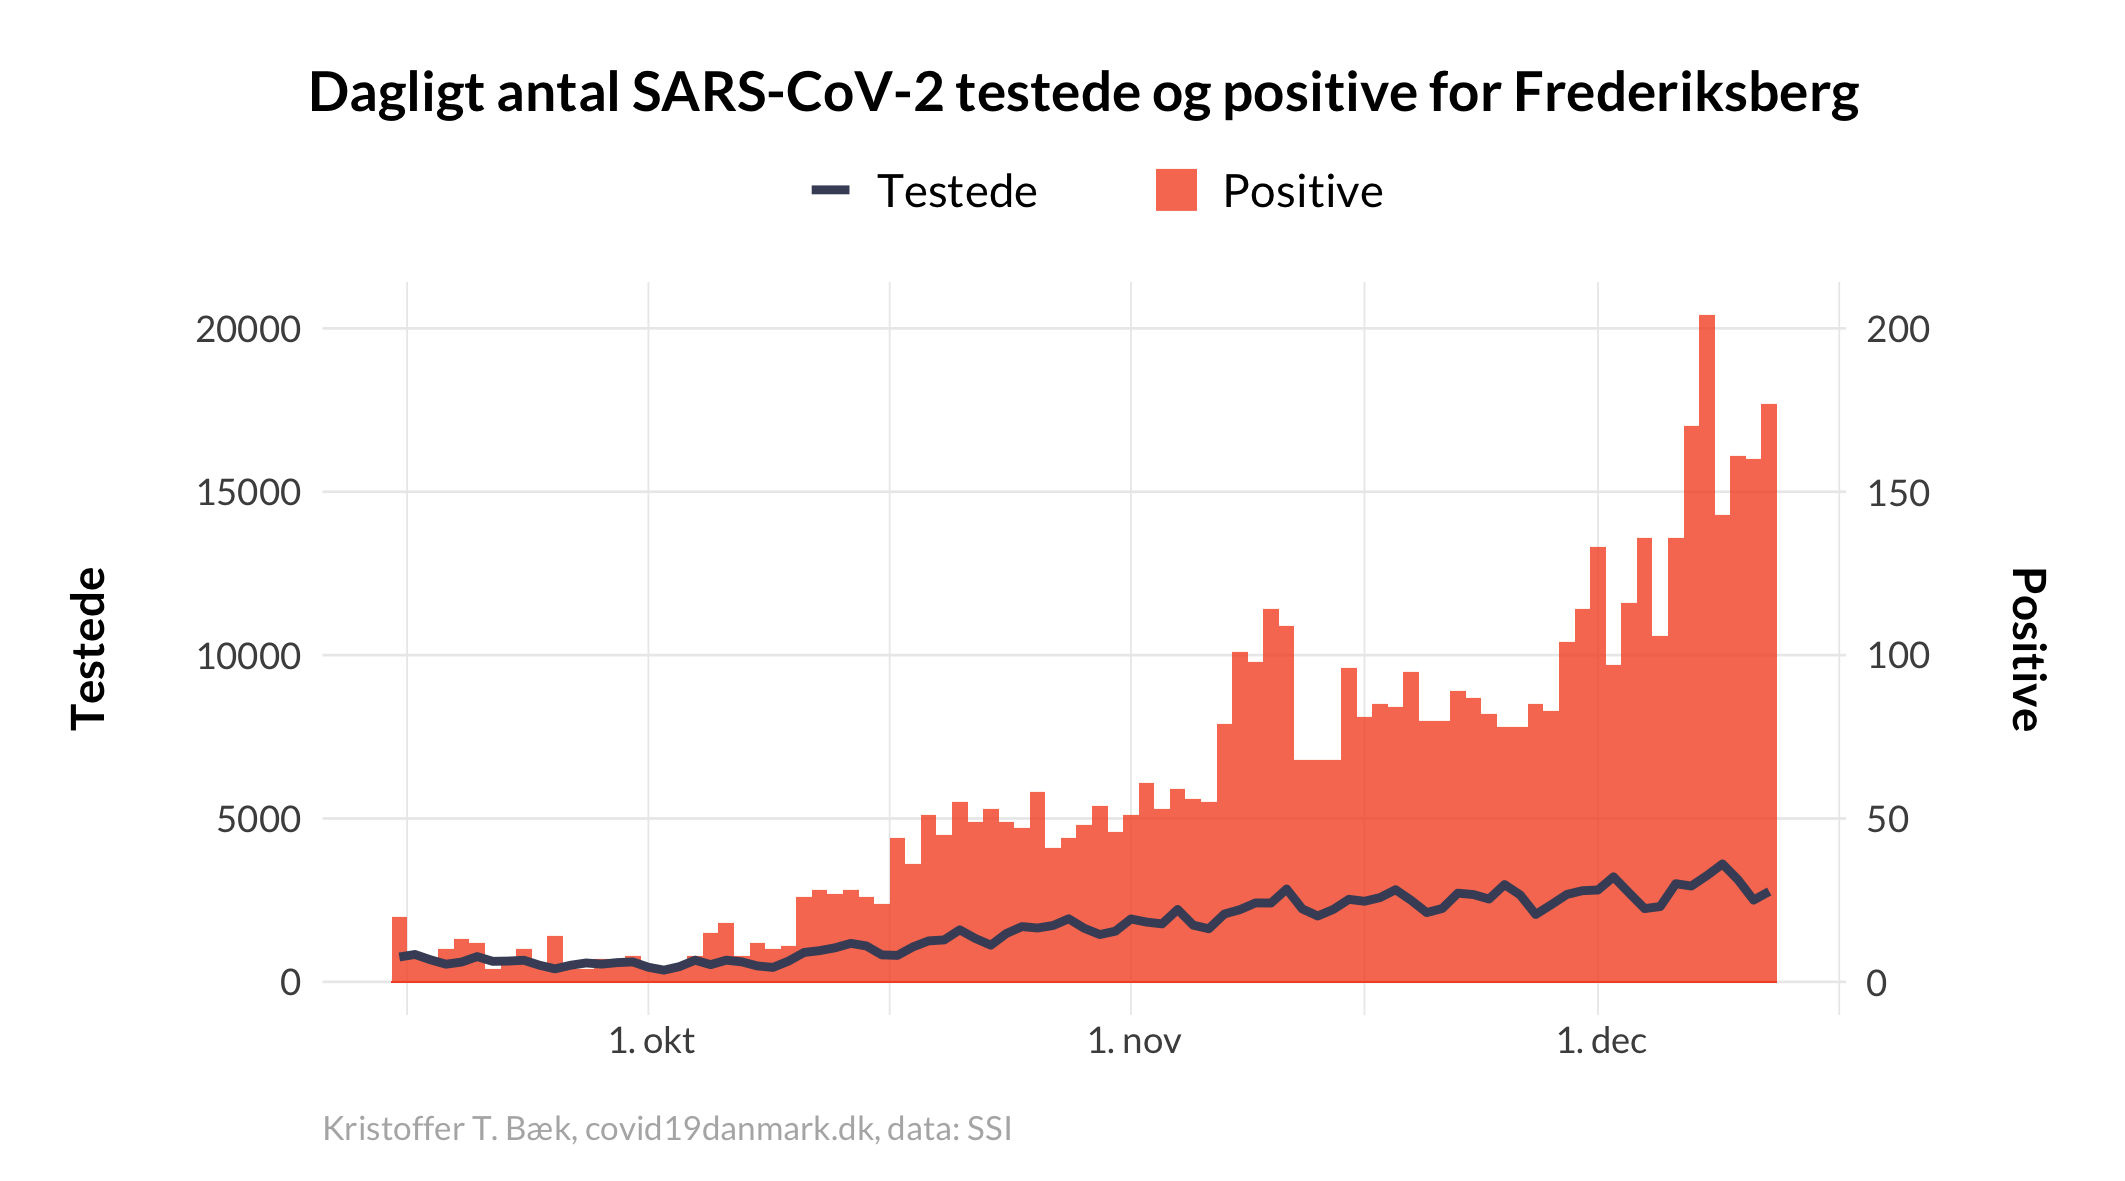 Dagligt antal SARS-CoV-2 testede og positive for Frederiksberg
Testede
Positive
20000
15000
10000
5000
0
200
150
100
50
0
Testede
Positive
1. okt
1. nov
1. dec
Kristoffer T. Bæk, covid19danmark.dk, data: SSI